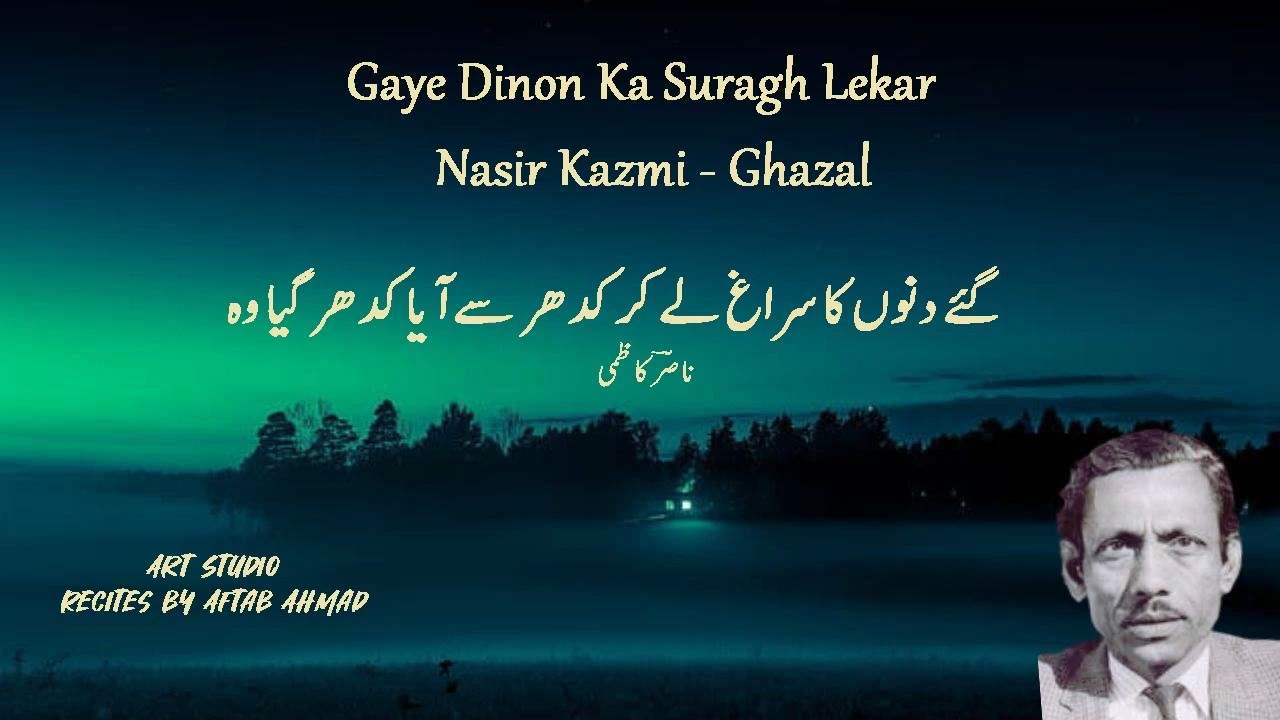 Gaye Dinon Ka Suragh Lekar
Nasir Kazmi - Ghazal
گئے دنوں کا سراغ لے کر کدھر سے آیا کدھر گیا وہ
ناصرؔ کاظمی
ART STUDIO
RECITES BY AFTAB AHMAD